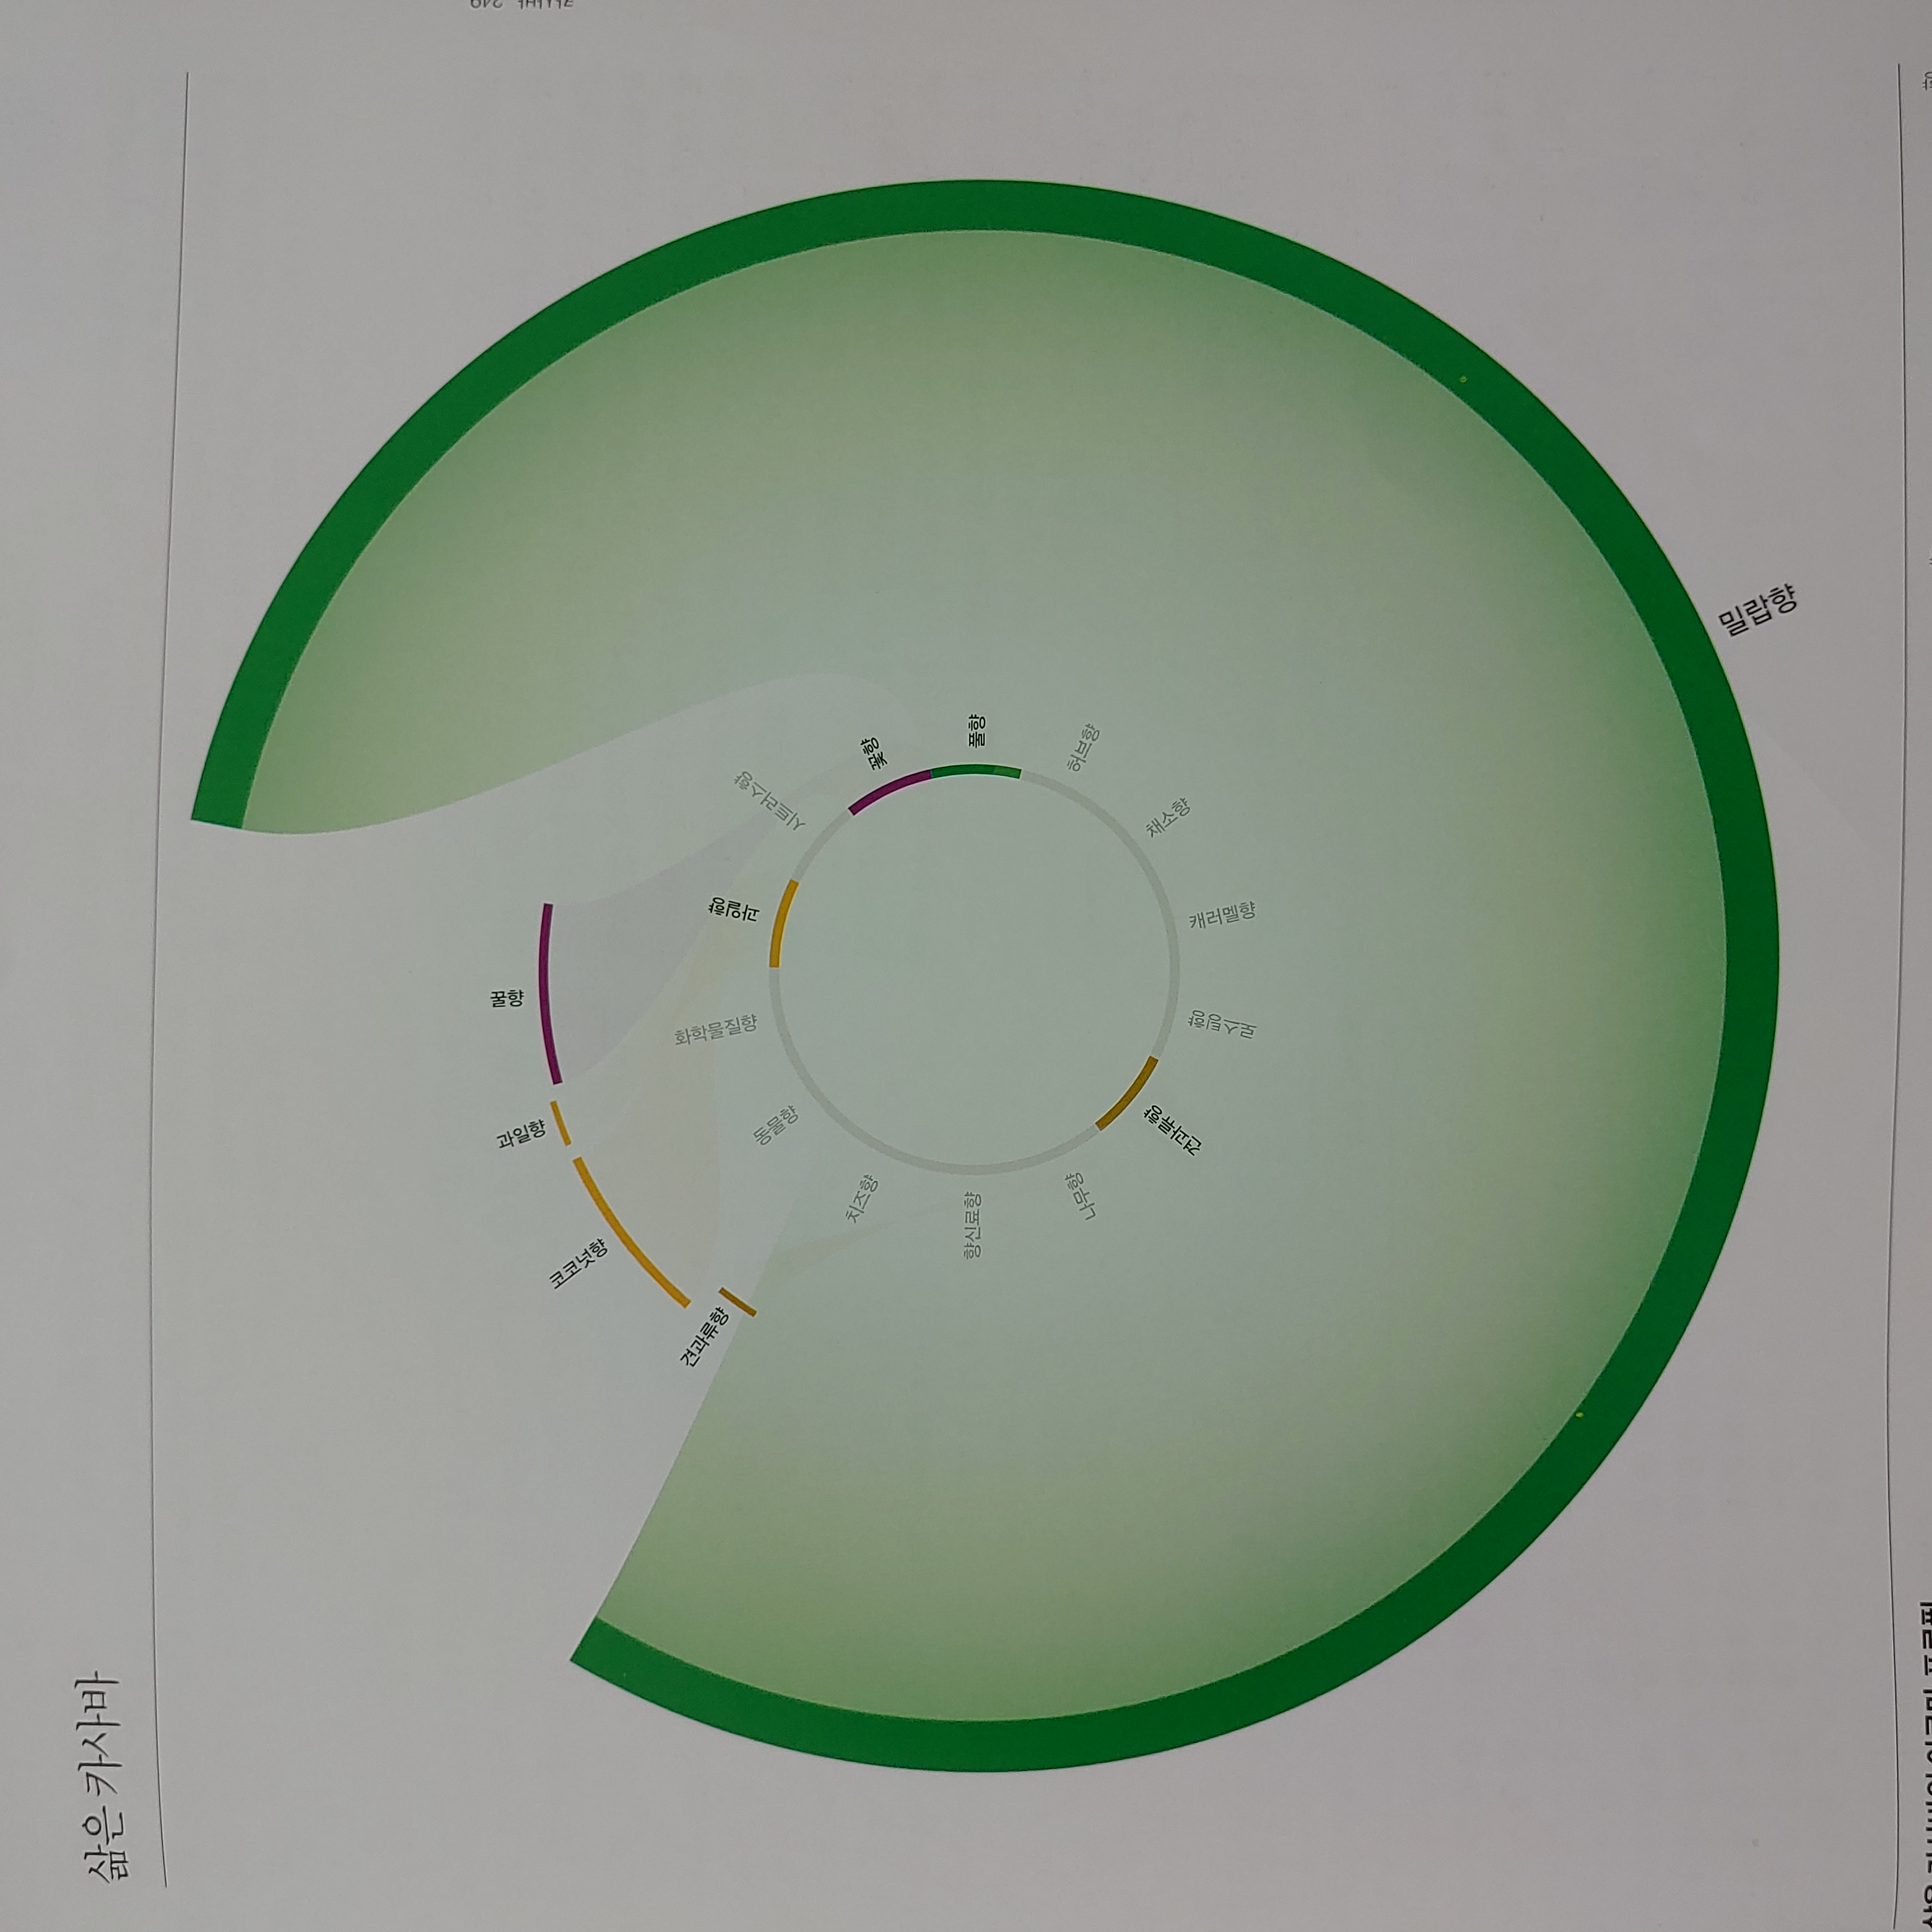 삶은 카사바
꿀향
과일향
코코넛향
견과류향
화학물질향
과일향
시트러스향
동물향
꽃향
치즈향
풀향
향신료향
허브향
나무향
채소향
견과류향
로스팅향
캐러멜향
밀랍향